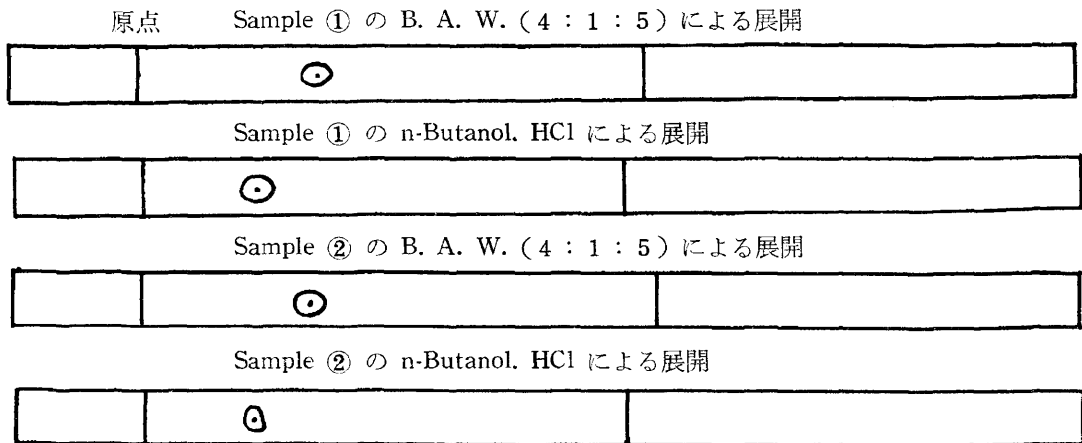 原点 Sample ① の B. A. W. ( 4 : 1 : 5 ) による展開
Sample ① の n-Butanol. HCl による展開
Sample ② の B. A. W. ( 4 : 1 : 5 ) による展開
Sample ② の n-Butanol. HCl による展開